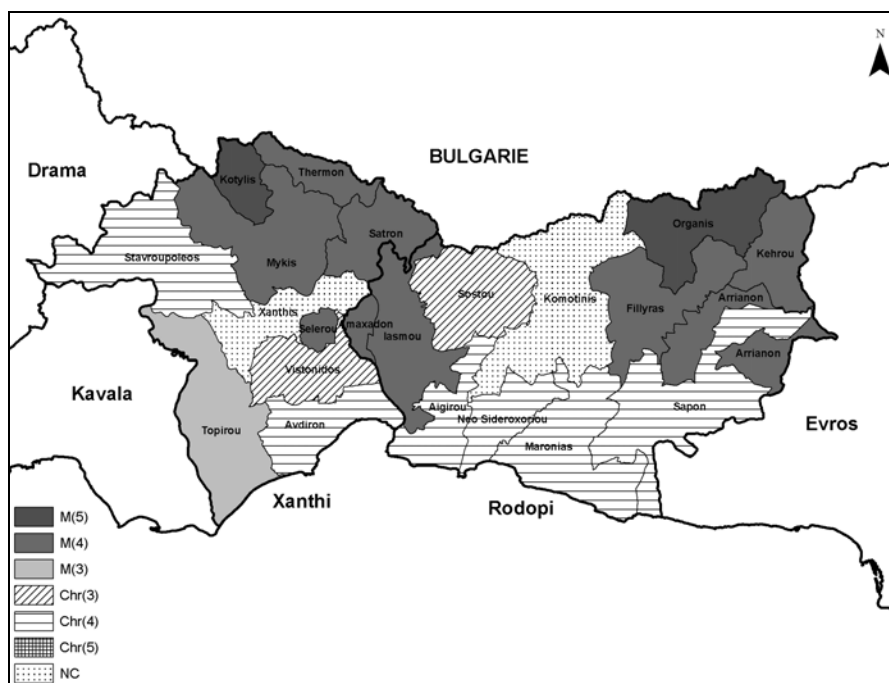 N
BULGARIE
Drama
Thermon
Kotylis
Organis
Satron
Kehrou
Stavroupoleos
Mykis
Sostou
Komotinis
Arrianon
Fillyras
Xanthis
Selerou
Amaxadon
Iasmou
Arrianon
Vistonidos
Kavala
Aigirou
Sapon
Topirou
Avdiron
Neo Sideroxoriou
Evros
Maronias
Xanthi
Rodopi
M(5)
M(4)
M(3)
Chr(3)
Chr(4)
Chr(5)
NC